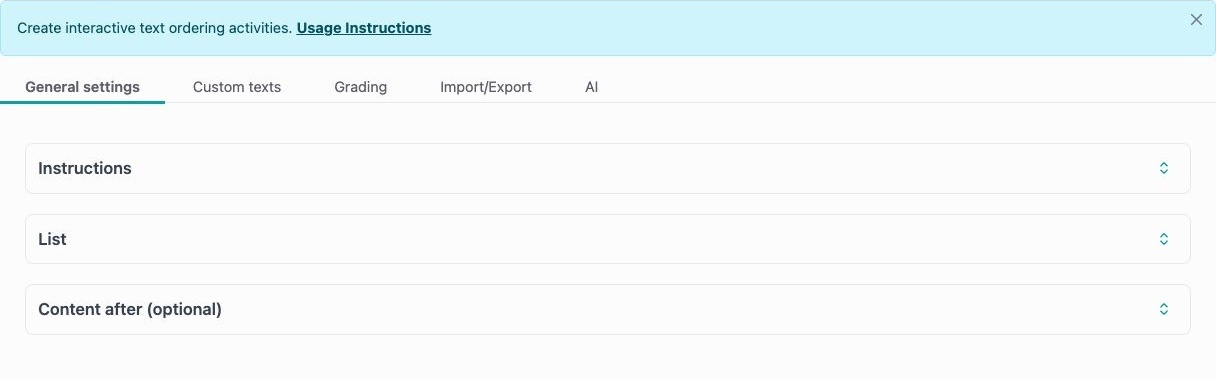 Create interactive text ordering activities. Usage Instructions
General settings Custom texts Grading Import/Export AI
Instructions
List
Content after (optional)